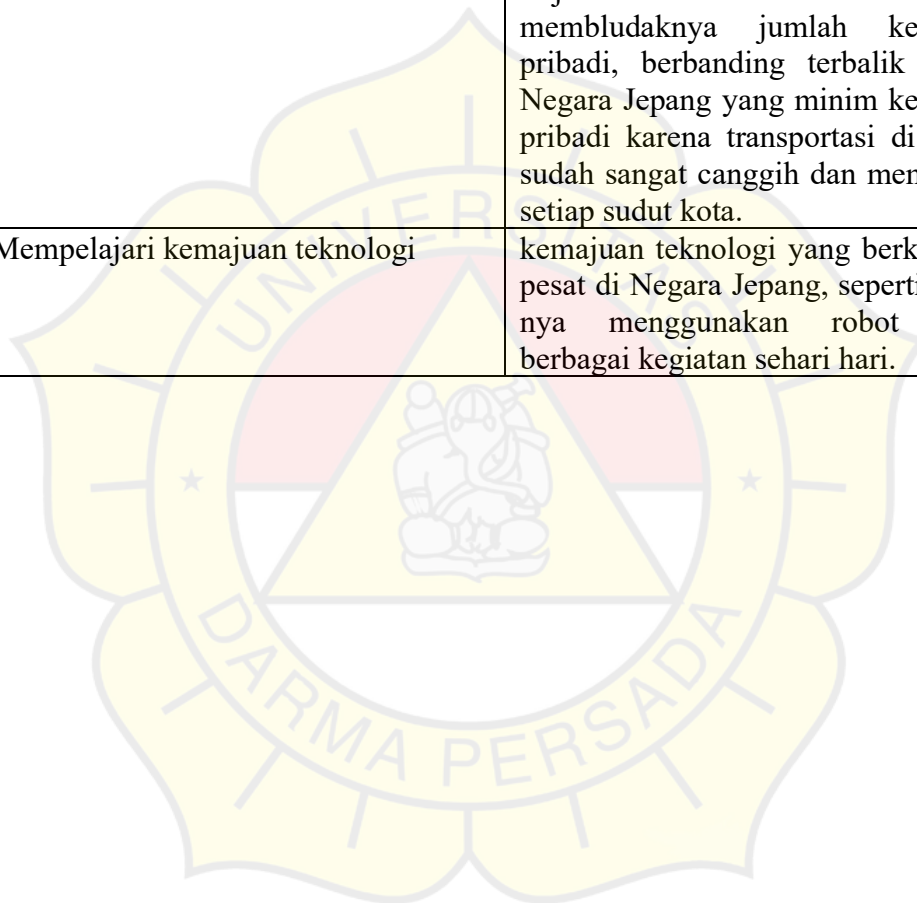 membludaknya jumlah ke
pribadi, berbanding terbalik
Negara Jepang yang minim ke
pribadi karena transportasi di
sudah sangat canggih dan men
setiap sudut kota.
Mempelajari kemajuan teknologi
kemajuan teknologi yang berk
pesat di Negara Jepang, seperti
nya menggunakan robot
berbagai kegiatan sehari hari.
UNIVERSITAS
DARMA PERSADA